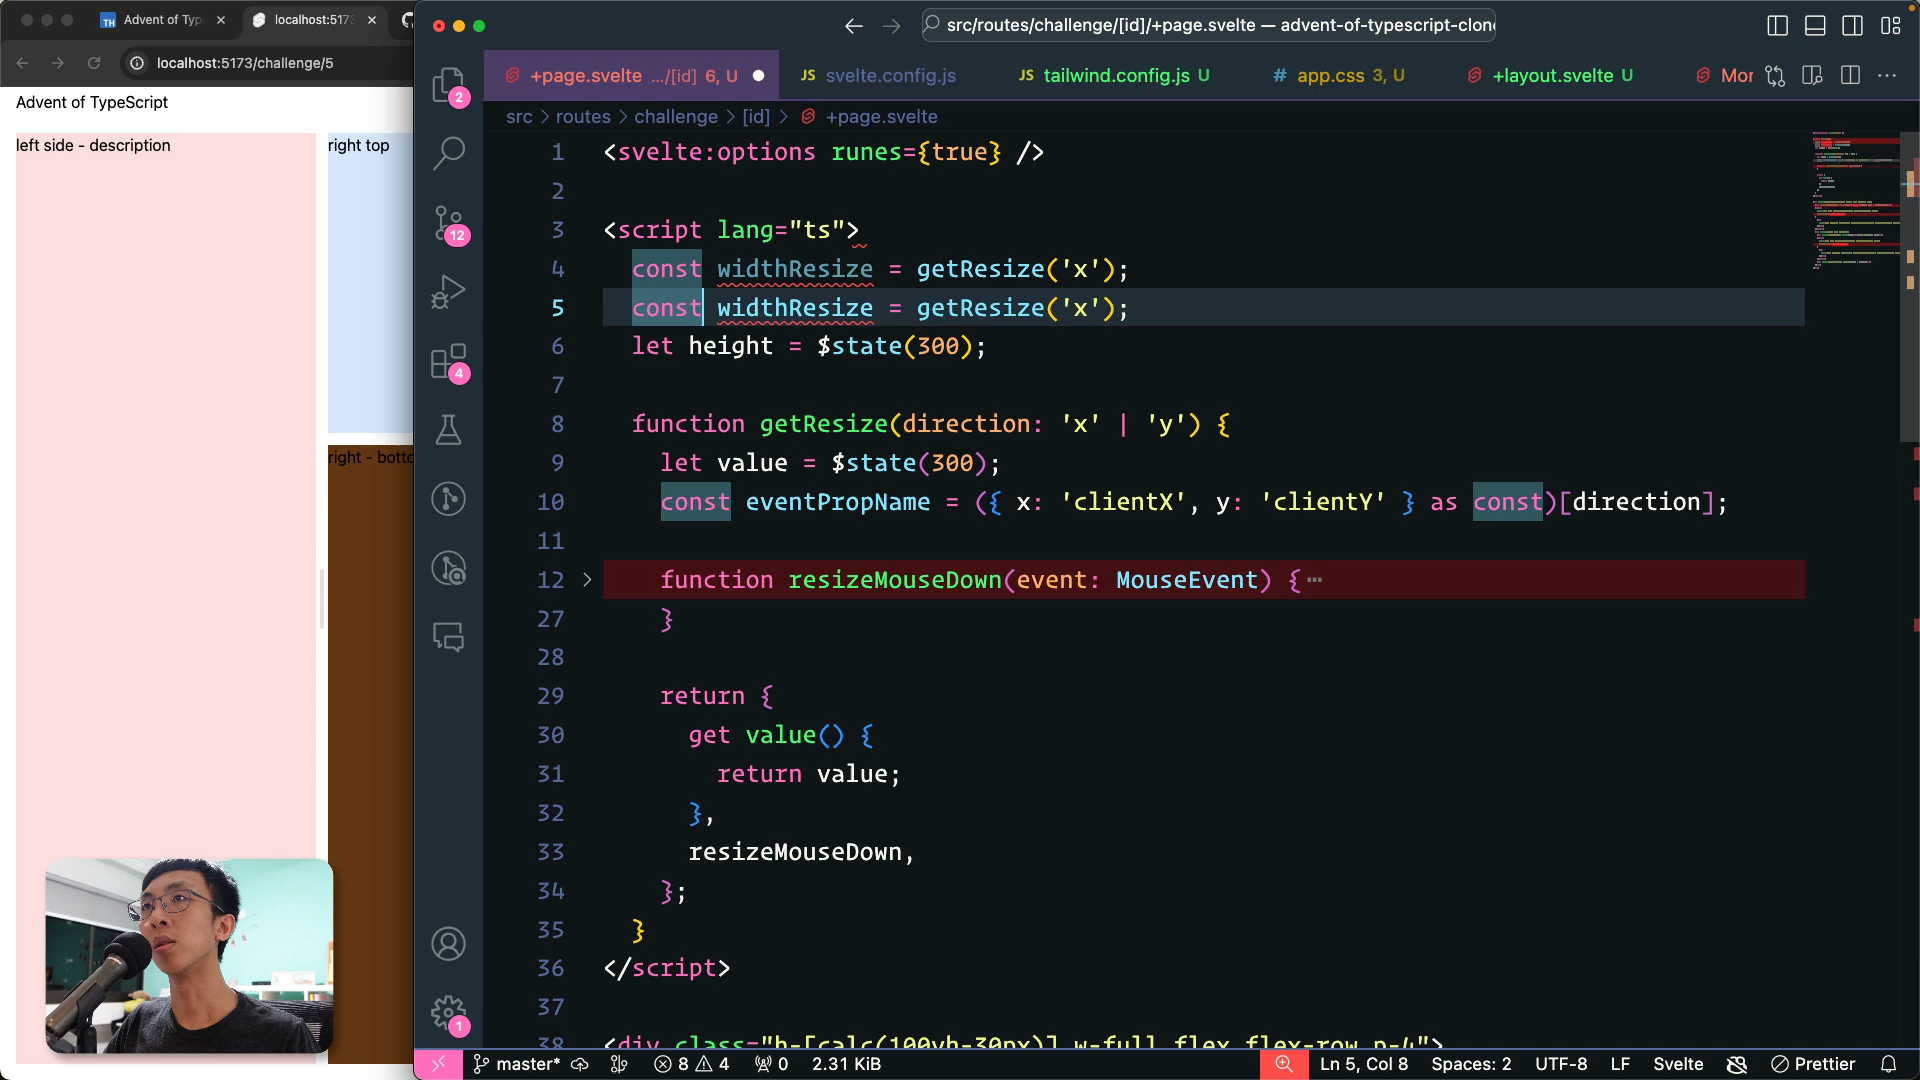 Advent of Typ
localhost:5173
localhost:5173/challenge/5
Advent of TypeScript
left side - description
right top
right - botto
src/routes/challenge/[id]/+page.svelte — advent-of-typescript-clon
+page.svelte .../[id] 6, U
JS svelte.config.js
JS tailwind.config.js U
# app.css 3, U
+layout.svelte U
Mor
src > routes > challenge > [id] > +page.svelte
1 <svelte:options runes={true} />
2
3 <script lang="ts">
4 const widthResize = getResize('x');
5 const widthResize = getResize('x');
6 let height = $state(300);
7
8 function getResize(direction: 'x' | 'y') {
9 let value = $state(300);
10 const eventPropName = ({ x: 'clientX', y: 'clientY' } as const)[direction];
11
12 function resizeMouseDown(event: MouseEvent) {
27 }
28
29 return {
30 get value() {
31 return value;
32 },
33 resizeMouseDown,
34 };
35 }
36 </script>
37
38 <div class="h-[calc(100vh-30px)] w-full flex flex-row p-4">
2
12
4
1
master*
8
4
0
2.31 KiB
Ln 5, Col 8
Spaces: 2
UTF-8
LF
Svelte
Prettier